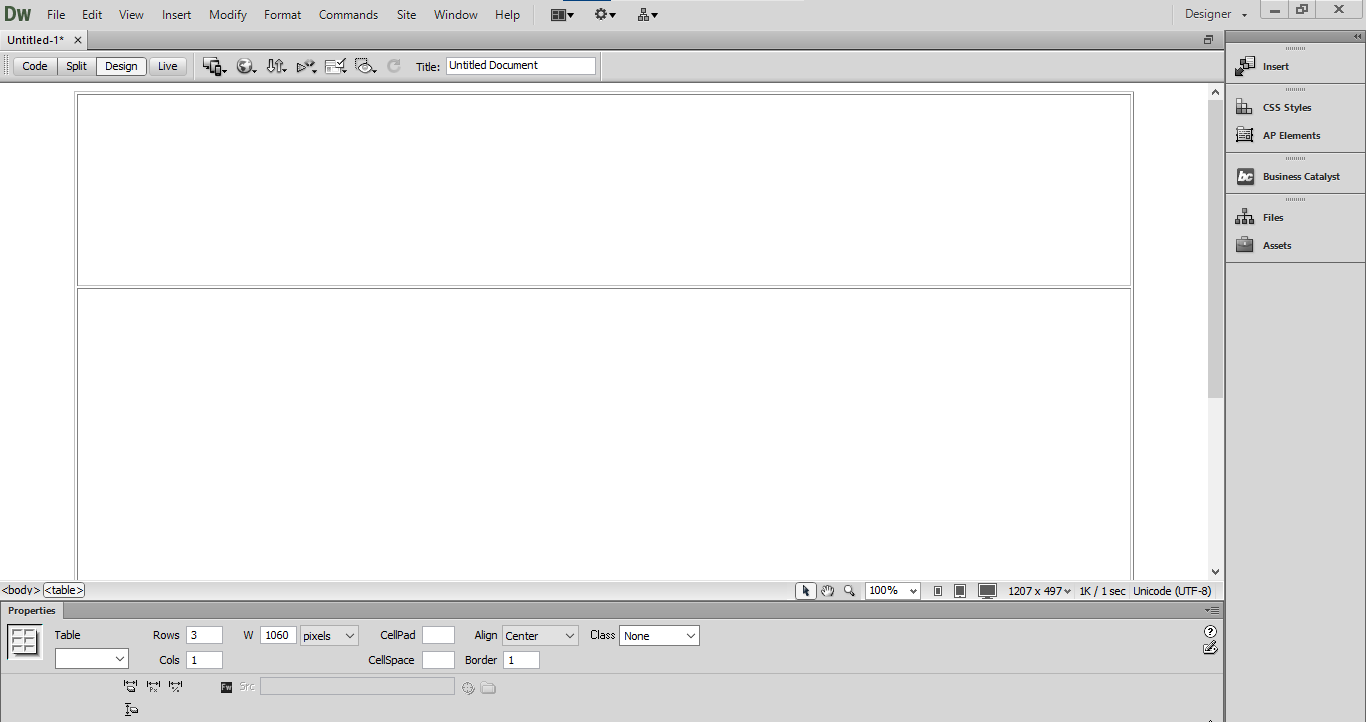 Dw File Edit View Insert Modify Format Commands Site Window Help Designer
Untitled-1*
Code Split Design Live Title: Untitled Document
Insert
CSS Styles
AP Elements
bc Business Catalyst
Files
Assets
<body> <table> 100% 1207 x 497 1K / 1 sec Unicode (UTF-8)
Properties
Table Rows 3 W 1060 pixels CellPad Align Center Class None
Cols 1 CellSpace Border 1
Px % Fw Src